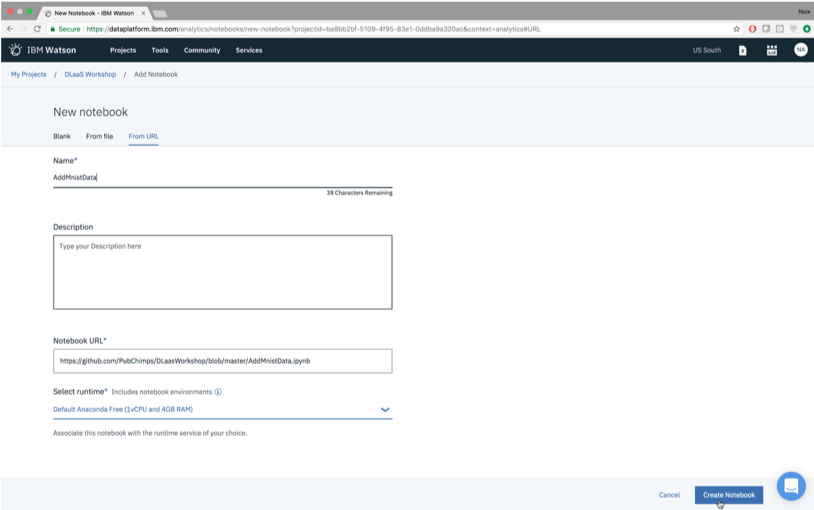 New Notebook - IBM Watson
Nick
Secure https://dataplatform.ibm.com/analytics/notebooks/new-notebook?projectid=ba8bb2bf-5109-4f95-83e1-0ddba9a320ac&context=analytics#URL
IBM Watson Projects Tools Community Services US South NA
My Projects / DLaaS Workshop / Add Notebook
New notebook
Blank From file From URL
Name*
AddMnistData
38 Characters Remaining
Description
Type your Description here
Notebook URL*
https://github.com/PubChimps/DLaasWorkshop/blob/master/AddMnistData.ipynb
Select runtime* Includes notebook environments
Default Anaconda Free (1vCPU and 4GB RAM)
Associate this notebook with the runtime service of your choice.
Cancel Create Notebook